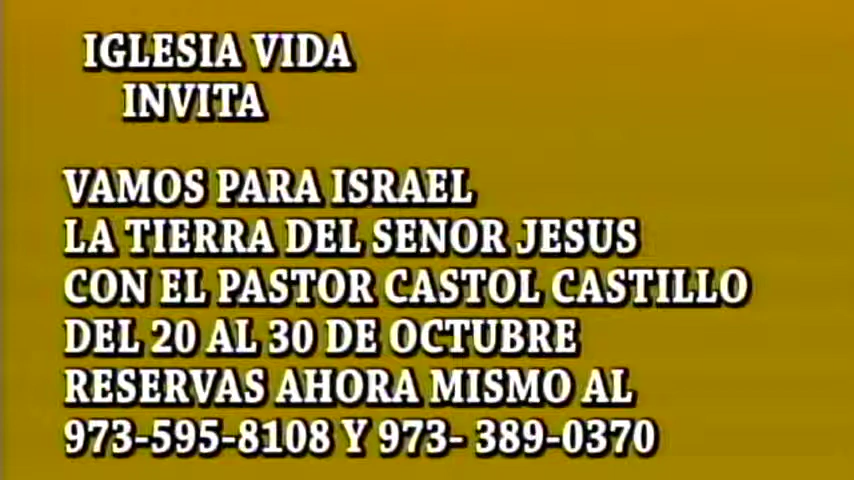 IGLESIA VIDA
INVITA
VAMOS PARA ISRAEL
LA TIERRA DEL SENOR JESUS
CON EL PASTOR CASTOL CASTILLO
DEL 20 AL 30 DE OCTUBRE
RESERVAS AHORA MISMO AL
973-595-8108 Y 973- 389-0370